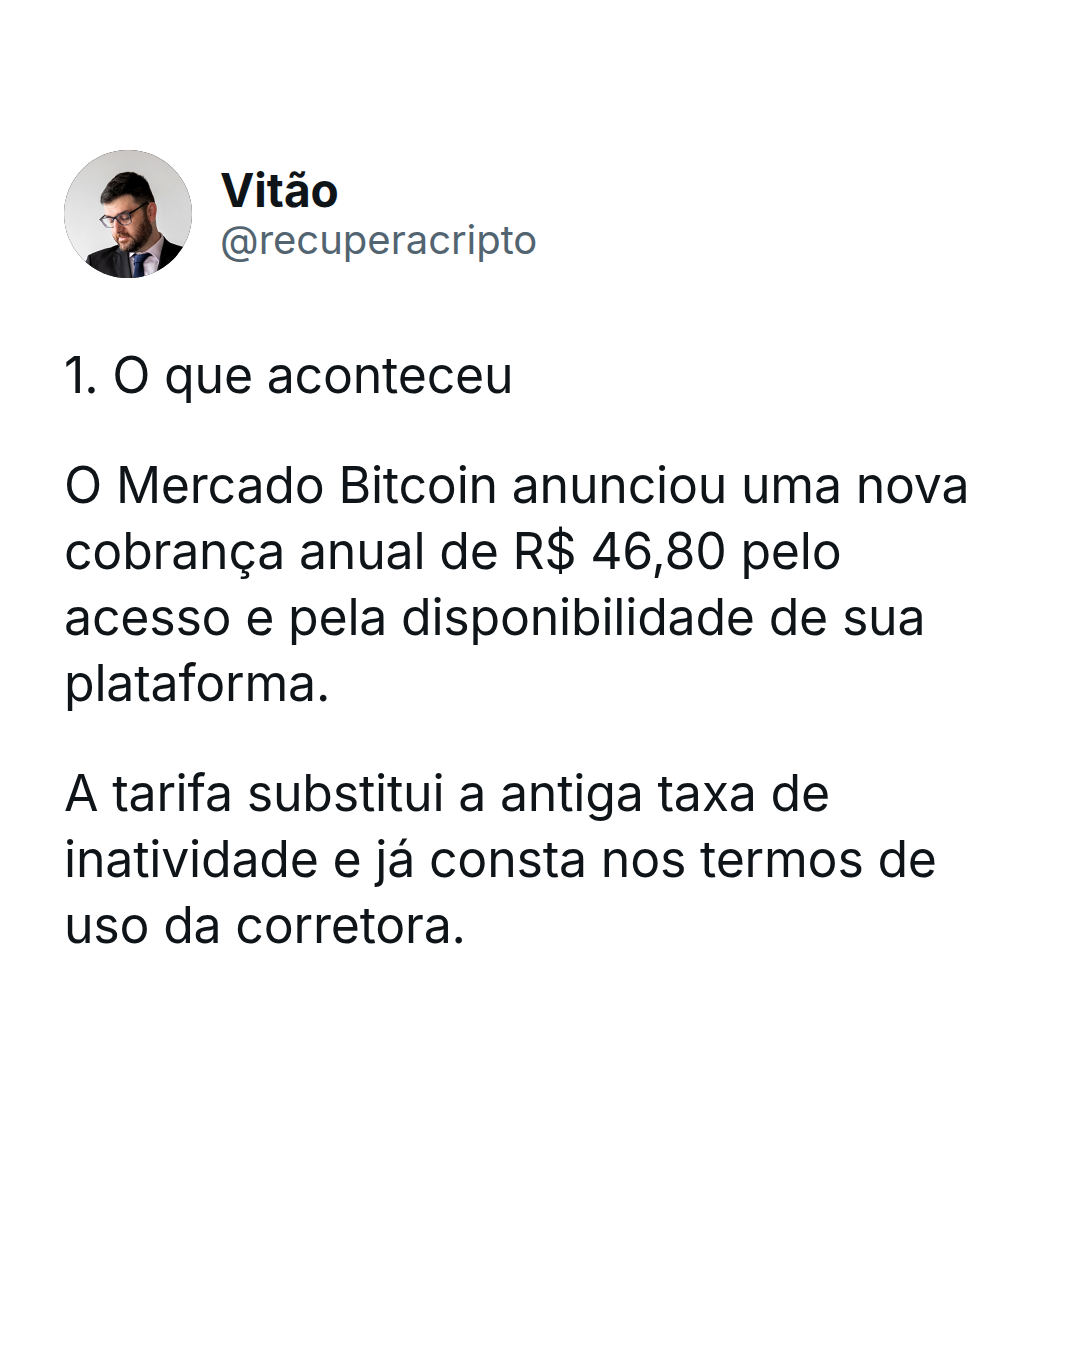 Vitão
@recuperacripto
1. O que aconteceu
O Mercado Bitcoin anunciou uma nova
cobrança anual de R$ 46,80 pelo
acesso e pela disponibilidade de sua
plataforma.
A tarifa substitui a antiga taxa de
inatividade e já consta nos termos de
uso da corretora.